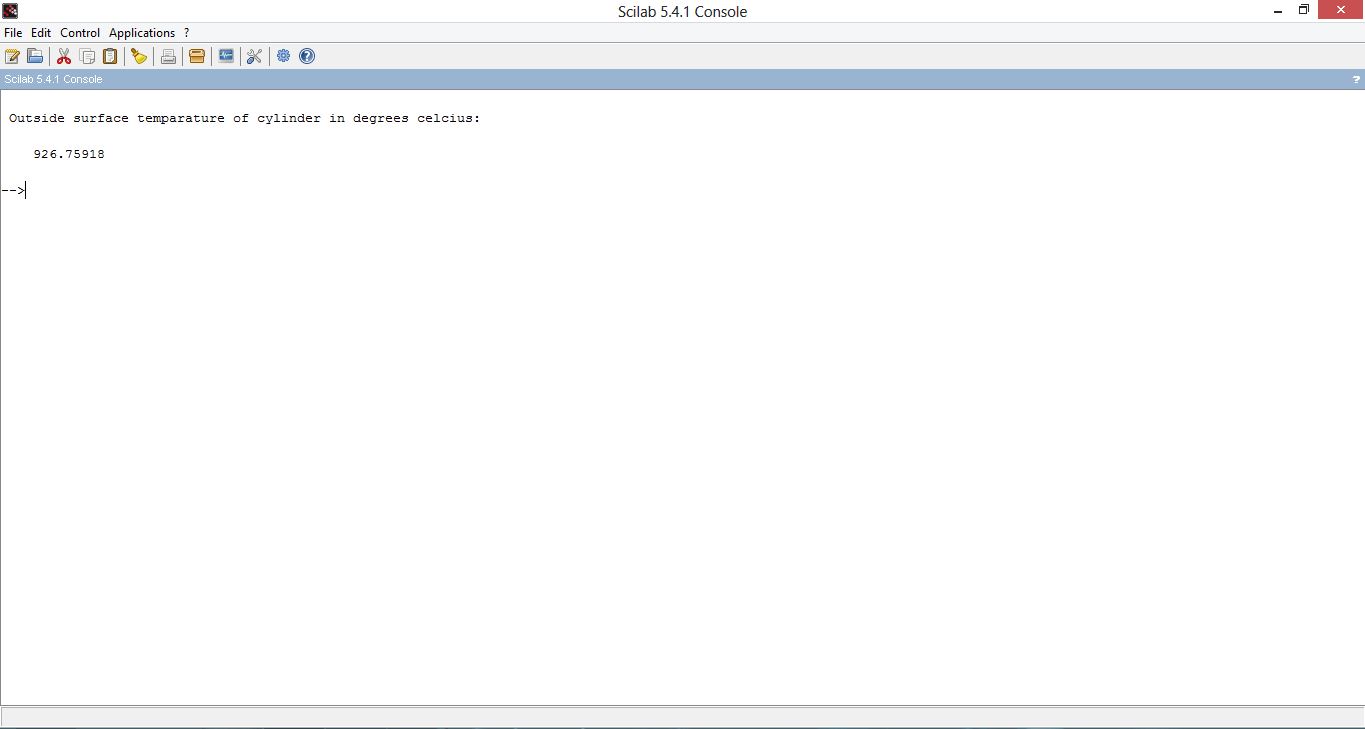 Scilab 5.4.1 Console
File Edit Control Applications ?
Scilab 5.4.1 Console ?
Outside surface temparature of cylinder in degrees celcius:
926.75918
-->